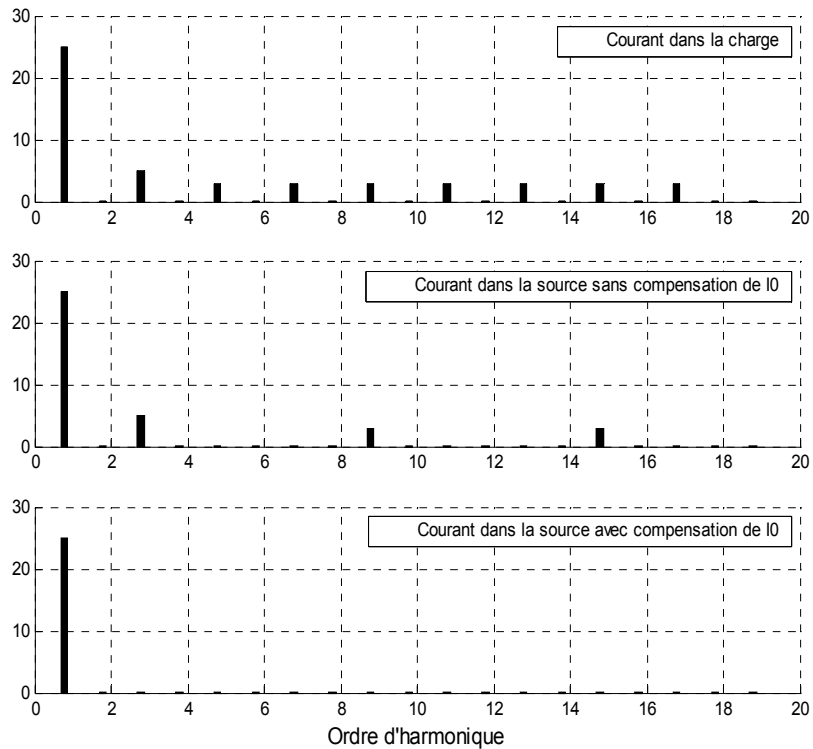 30
Courant dans la charge
20
10
0
0 2 4 6 8 10 12 14 16 18 20
30
Courant dans la source sans compensation de I0
20
10
0
0 2 4 6 8 10 12 14 16 18 20
30
Courant dans la source avec compensation de I0
20
10
0
0 2 4 6 8 10 12 14 16 18 20
Ordre d'harmonique